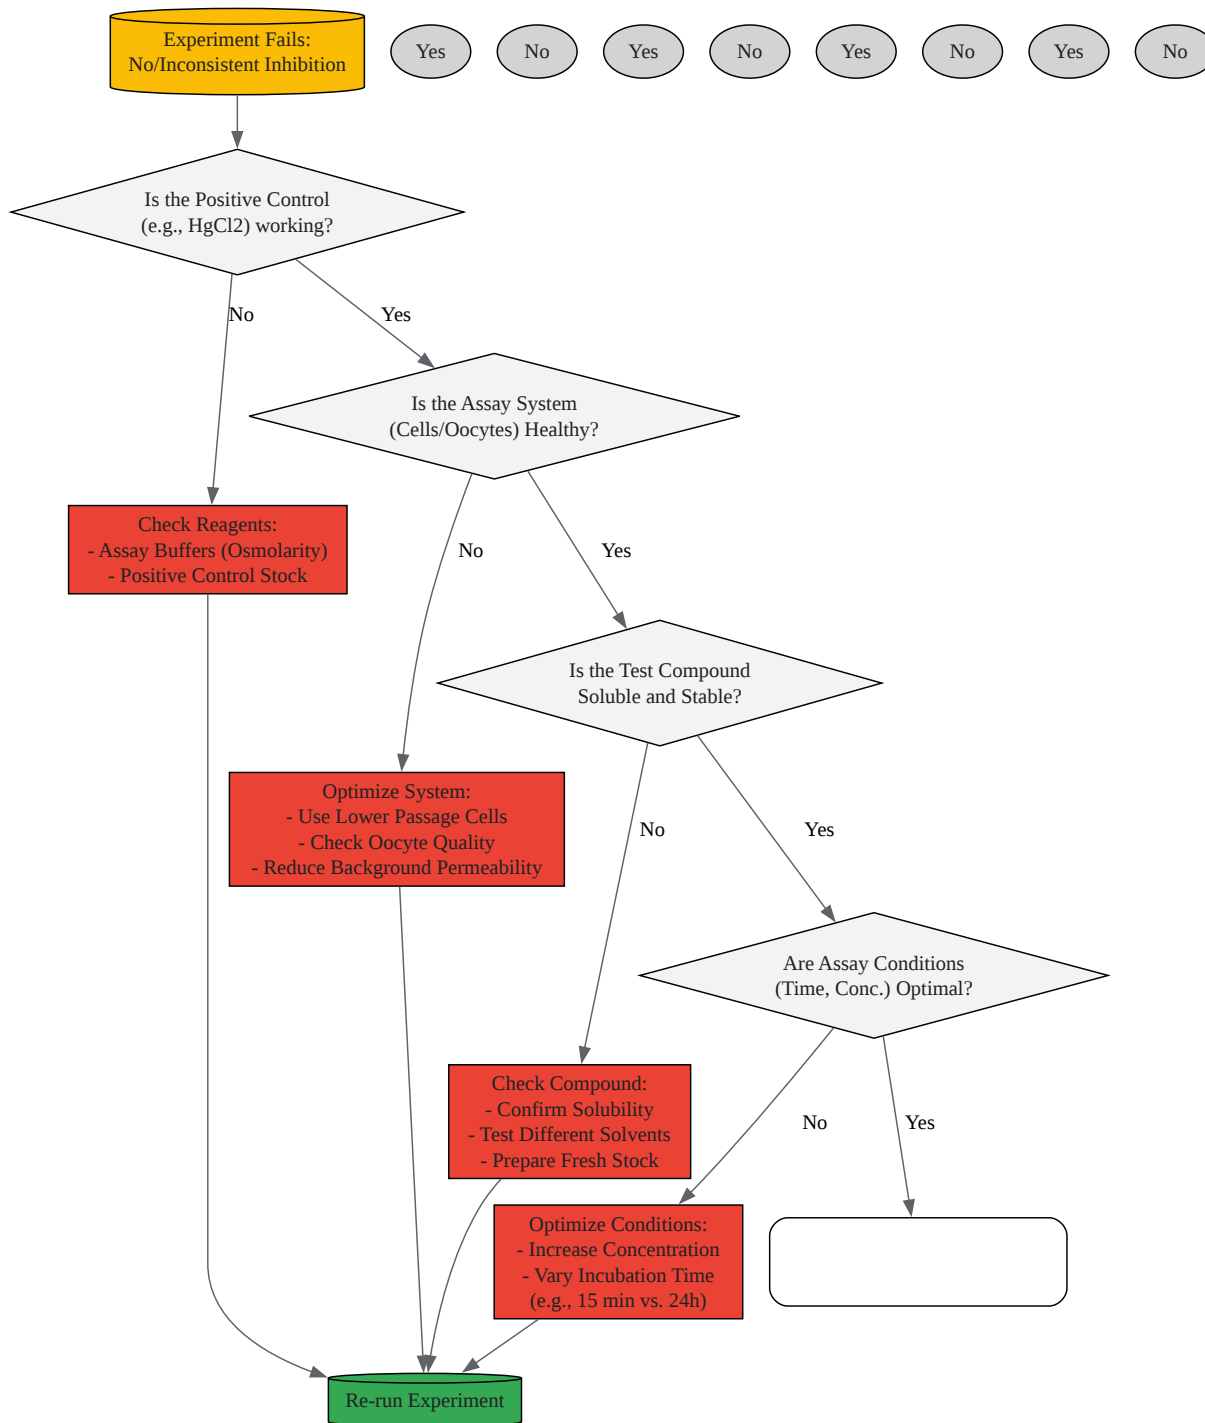 Experiment Fails:
No/Inconsistent Inhibition
Yes
No
Yes
No
Yes
No
Yes
No
Is the Positive Control
(e.g., HgCl2) working?
No
Yes
Is the Assay System
(Cells/Oocytes) Healthy?
Check Reagents:
- Assay Buffers (Osmolarity)
- Positive Control Stock
No
Yes
Is the Test Compound
Soluble and Stable?
Optimize System:
- Use Lower Passage Cells
- Check Oocyte Quality
- Reduce Background Permeability
No
Yes
Are Assay Conditions
(Time, Conc.) Optimal?
Check Compound:
- Confirm Solubility
- Test Different Solvents
- Prepare Fresh Stock
No
Yes
Optimize Conditions:
- Increase Concentration
- Vary Incubation Time
(e.g., 15 min vs. 24h)
Re-run Experiment